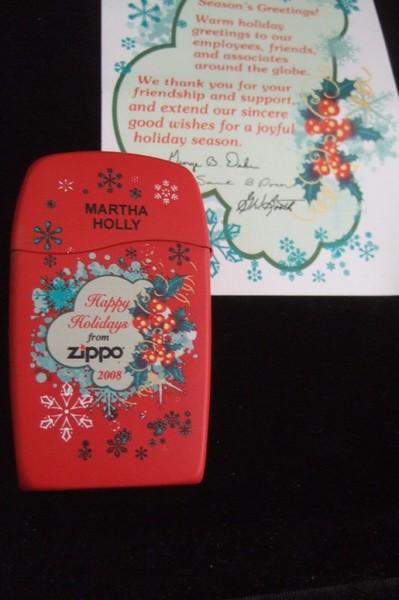 Season's Greetings!
Warm holiday
greetings to our
employees, friends,
and associates
around the globe.
We thank you for your
friendship and support,
and extend our sincere
good wishes for a joyful
holiday season.
George B. Duke
MARTHA
HOLLY
Happy
Holidays
from
zippo
2008